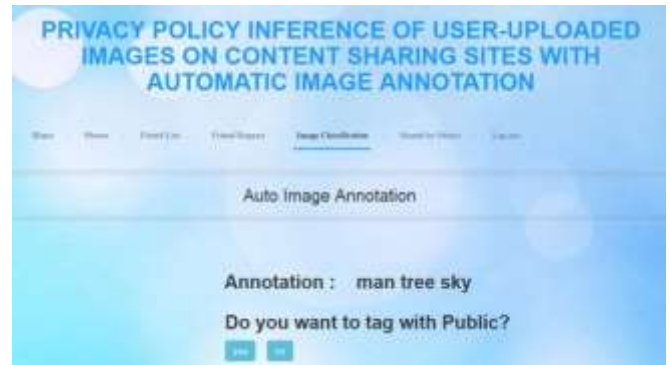 PRIVACY POLICY INFERENCE OF USER-UPLOADED
IMAGES ON CONTENT SHARING SITES WITH
AUTOMATIC IMAGE ANNOTATION
Image Classification
Auto Image Annotation
Annotation : man tree sky
Do you want to tag with Public?